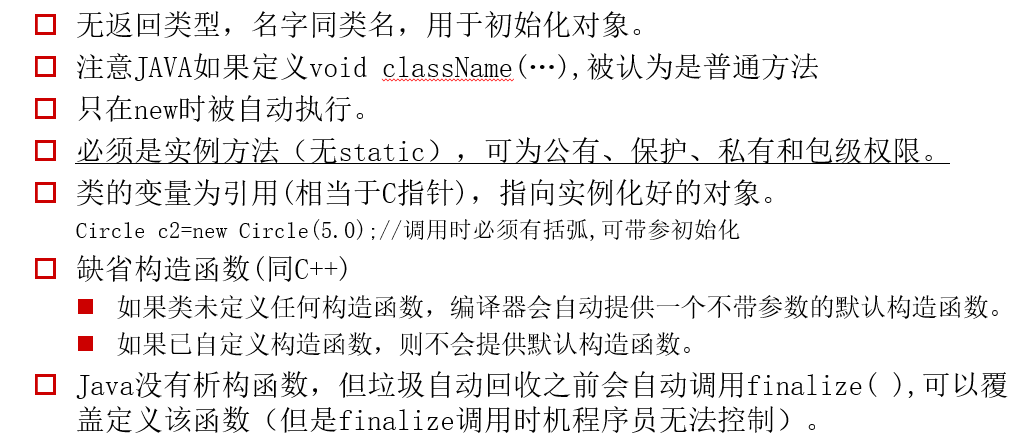 无返回类型，名字同类名，用于初始化对象。
注意JAVA如果定义void className(…),被认为是普通方法
只在new时被自动执行。
必须是实例方法（无static），可为公有、保护、私有和包级权限。
类的变量为引用(相当于C指针)，指向实例化好的对象。
Circle c2=new Circle(5.0);//调用时必须有括弧,可带参初始化
缺省构造函数(同C++)
如果类未定义任何构造函数，编译器会自动提供一个不带参数的默认构造函数。
如果已自定义构造函数，则不会提供默认构造函数。
Java没有析构函数，但垃圾自动回收之前会自动调用finalize( ),可以覆
盖定义该函数（但是finalize调用时机程序员无法控制）。